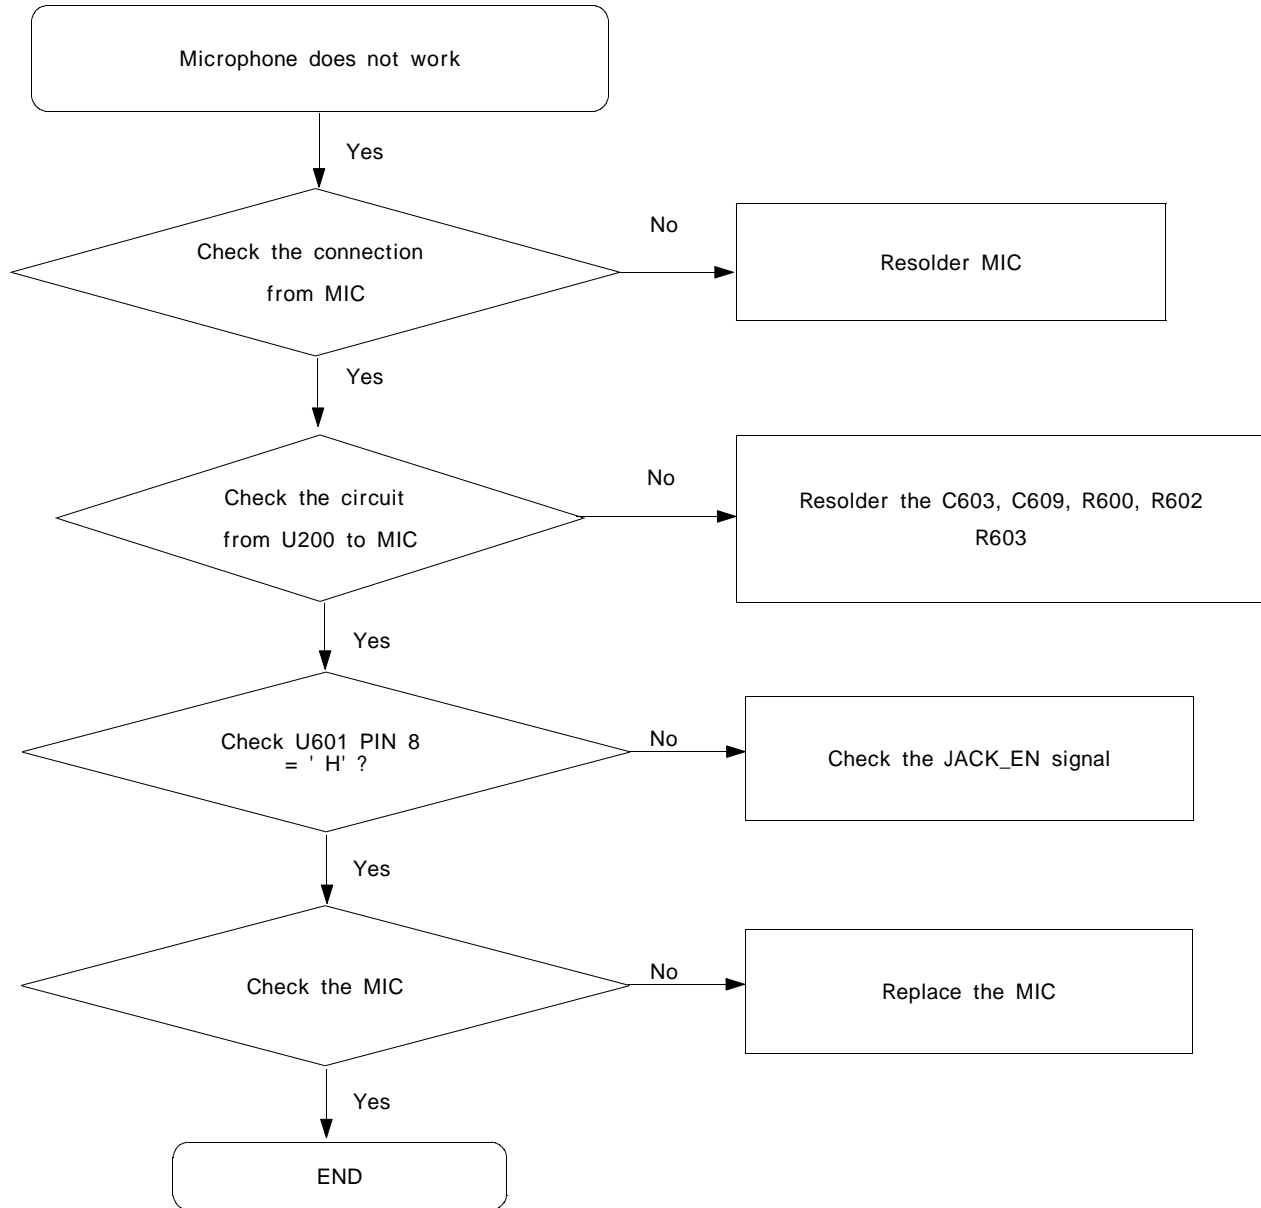 Microphone does not work
Yes
Check the connection
from MIC
No
Resolder MIC
Yes
Check the circuit
from U200 to MIC
No
Resolder the C603, C609, R600, R602
R603
Yes
Check U601 PIN 8
= ' H' ?
No
Check the JACK_EN signal
Yes
Check the MIC
No
Replace the MIC
Yes
END